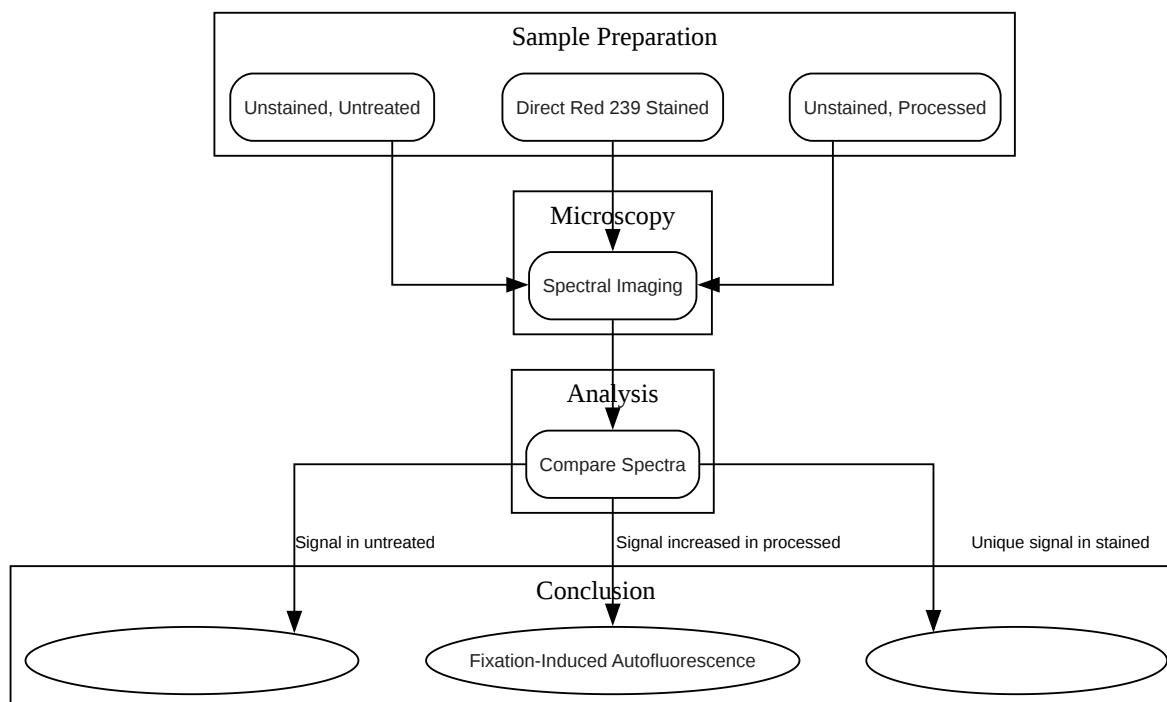 Sample Preparation
Unstained, Untreated
Direct Red 239 Stained
Unstained, Processed
Microscopy
Spectral Imaging
Analysis
Compare Spectra
Signal in untreated
Signal increased in processed
Unique signal in stained
Conclusion
Fixation-Induced Autofluorescence